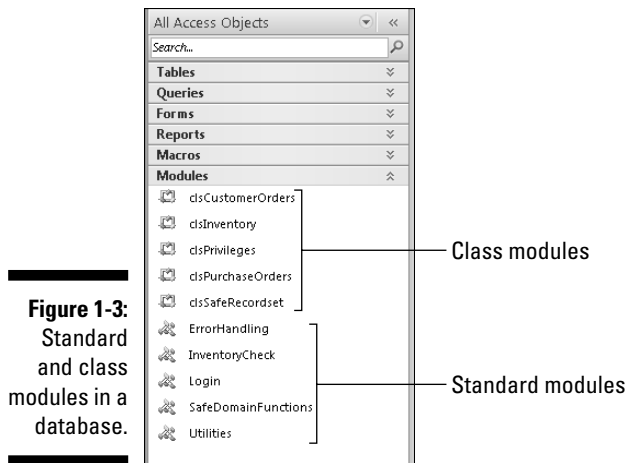 All Access Objects
Search...
Tables
Queries
Forms
Reports
Macros
Modules
clsCustomerOrders
clsInventory
clsPrivileges
clsPurchaseOrders
clsSafeRecordset
ErrorHandling
InventoryCheck
Login
SafeDomainFunctions
Utilities
Class modules
Standard modules
Figure 1-3:
Standard
and class
modules in a
database.